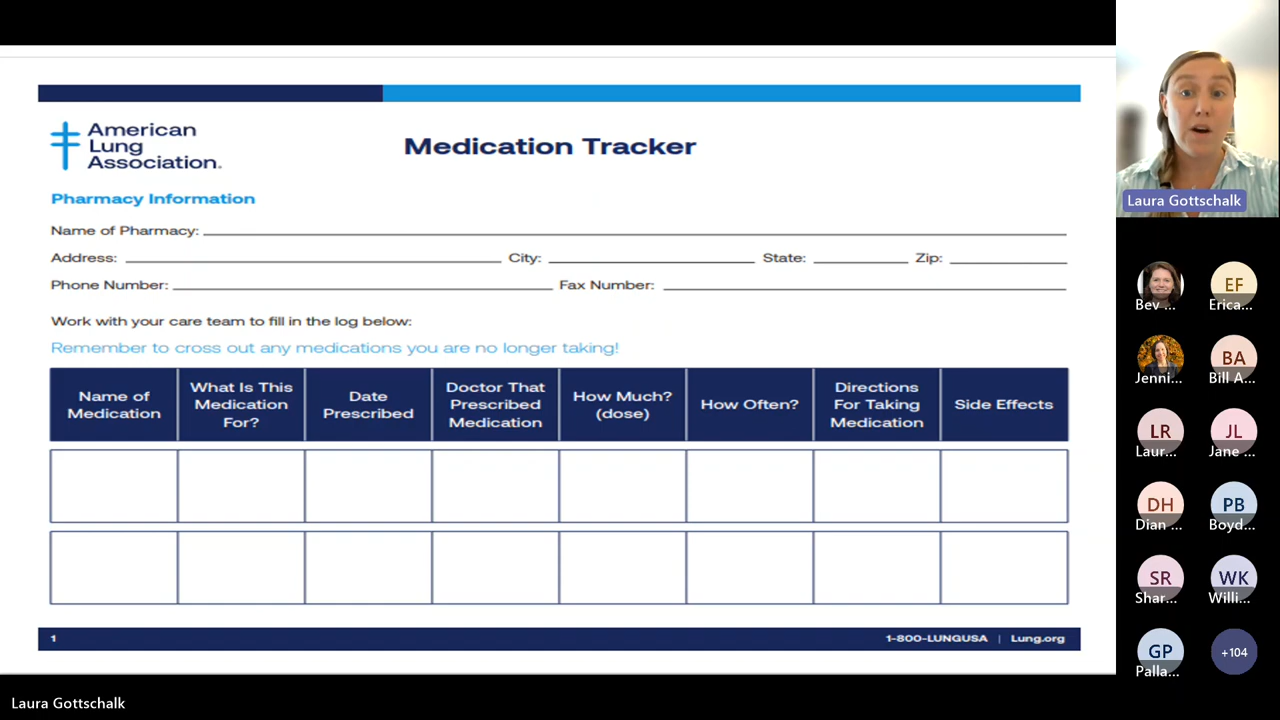 American
Lung
Association.
Medication Tracker
Pharmacy Information
Name of Pharmacy:
Address: City: State: Zip:
Phone Number: Fax Number:
Work with your care team to fill in the log below:
Remember to cross out any medications you are no longer taking!
Name of
Medication
What Is This
Medication
For?
Date
Prescribed
Doctor That
Prescribed
Medication
How Much?
(dose)
How Often?
Directions
For Taking
Medication
Side Effects
1
1-800-LUNGUSA | Lung.org
Laura Gottschalk
Laura Gottschalk
Bev ...
EF
Erica...
Jenni...
BA
Bill A...
LR
Laur...
JL
Jane ...
DH
Dian ...
PB
Boyd...
SR
Shar...
WK
Willi...
GP
Palla...
+104